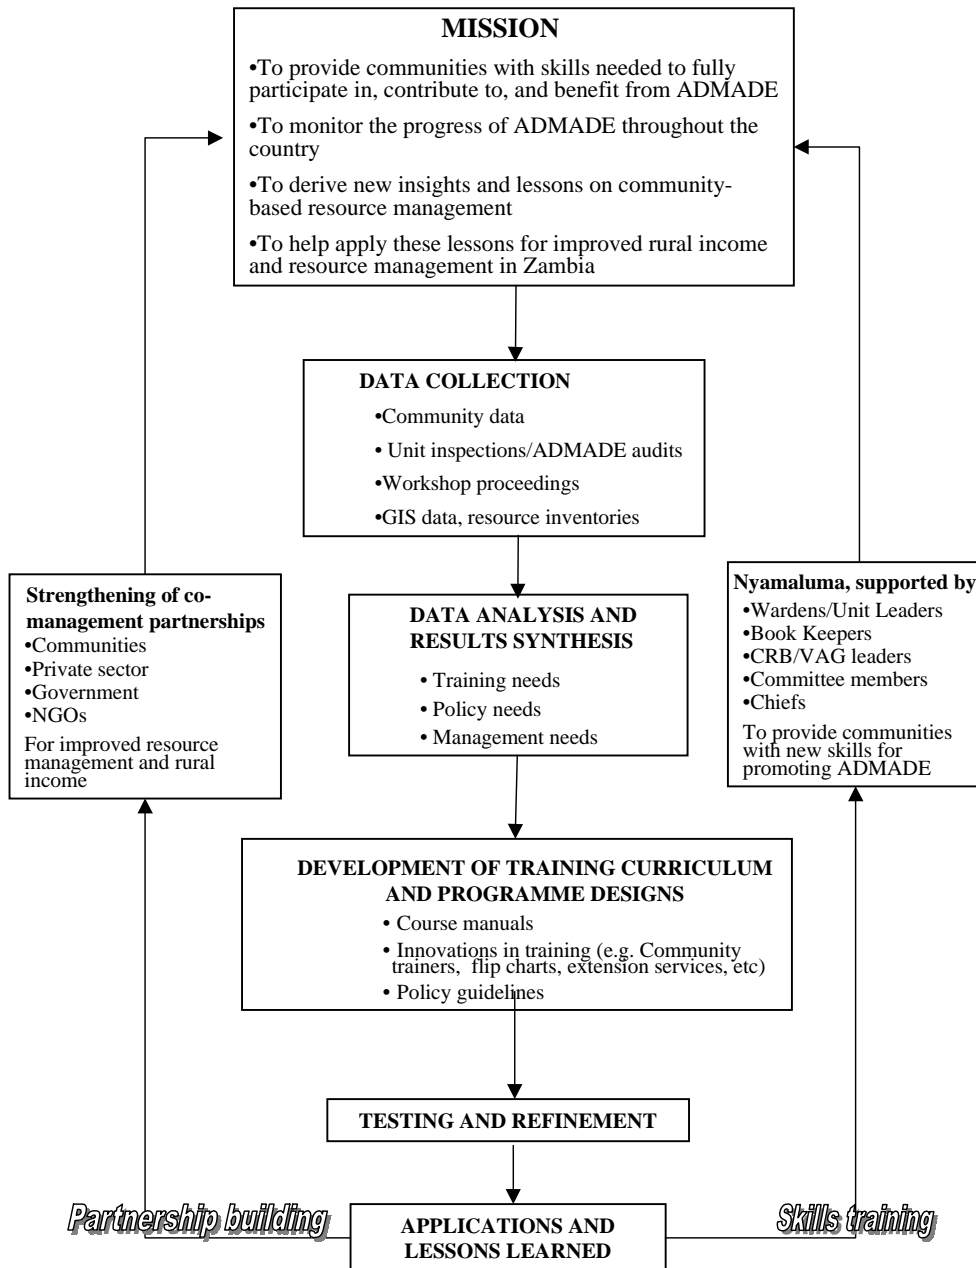 MISSION
•To provide communities with skills needed to fully
participate in, contribute to, and benefit from ADMADE
•To monitor the progress of ADMADE throughout the
country
•To derive new insights and lessons on community-
based resource management
•To help apply these lessons for improved rural income
and resource management in Zambia
DATA COLLECTION
•Community data
• Unit inspections/ADMADE audits
•Workshop proceedings
•GIS data, resource inventories
Strengthening of co-
management partnerships
•Communities
•Private sector
•Government
•NGOs
For improved resource
management and rural
income
DATA ANALYSIS AND
RESULTS SYNTHESIS
• Training needs
• Policy needs
• Management needs
Nyamaluma, supported by
•Wardens/Unit Leaders
•Book Keepers
•CRB/VAG leaders
•Committee members
•Chiefs
To provide communities
with new skills for
promoting ADMADE
DEVELOPMENT OF TRAINING CURRICULUM
AND PROGRAMME DESIGNS
• Course manuals
• Innovations in training (e.g. Community
trainers, flip charts, extension services, etc)
• Policy guidelines
TESTING AND REFINEMENT
Partnership building
APPLICATIONS AND
LESSONS LEARNED
Skills training